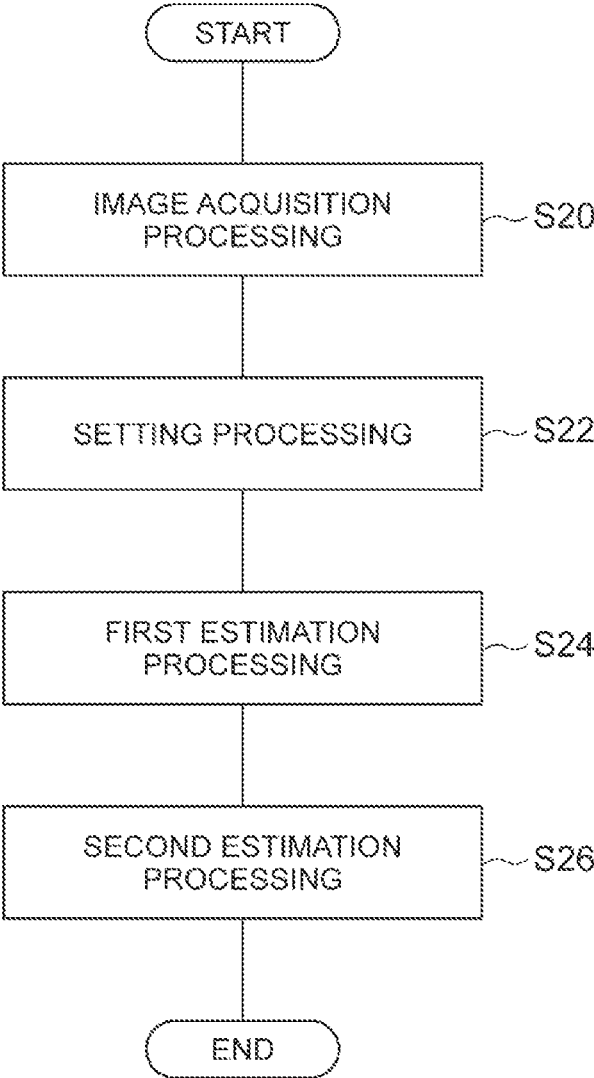 START
IMAGE ACQUISITION
PROCESSING
S20
SETTING PROCESSING
S22
FIRST ESTIMATION
PROCESSING
S24
SECOND ESTIMATION
PROCESSING
S26
END